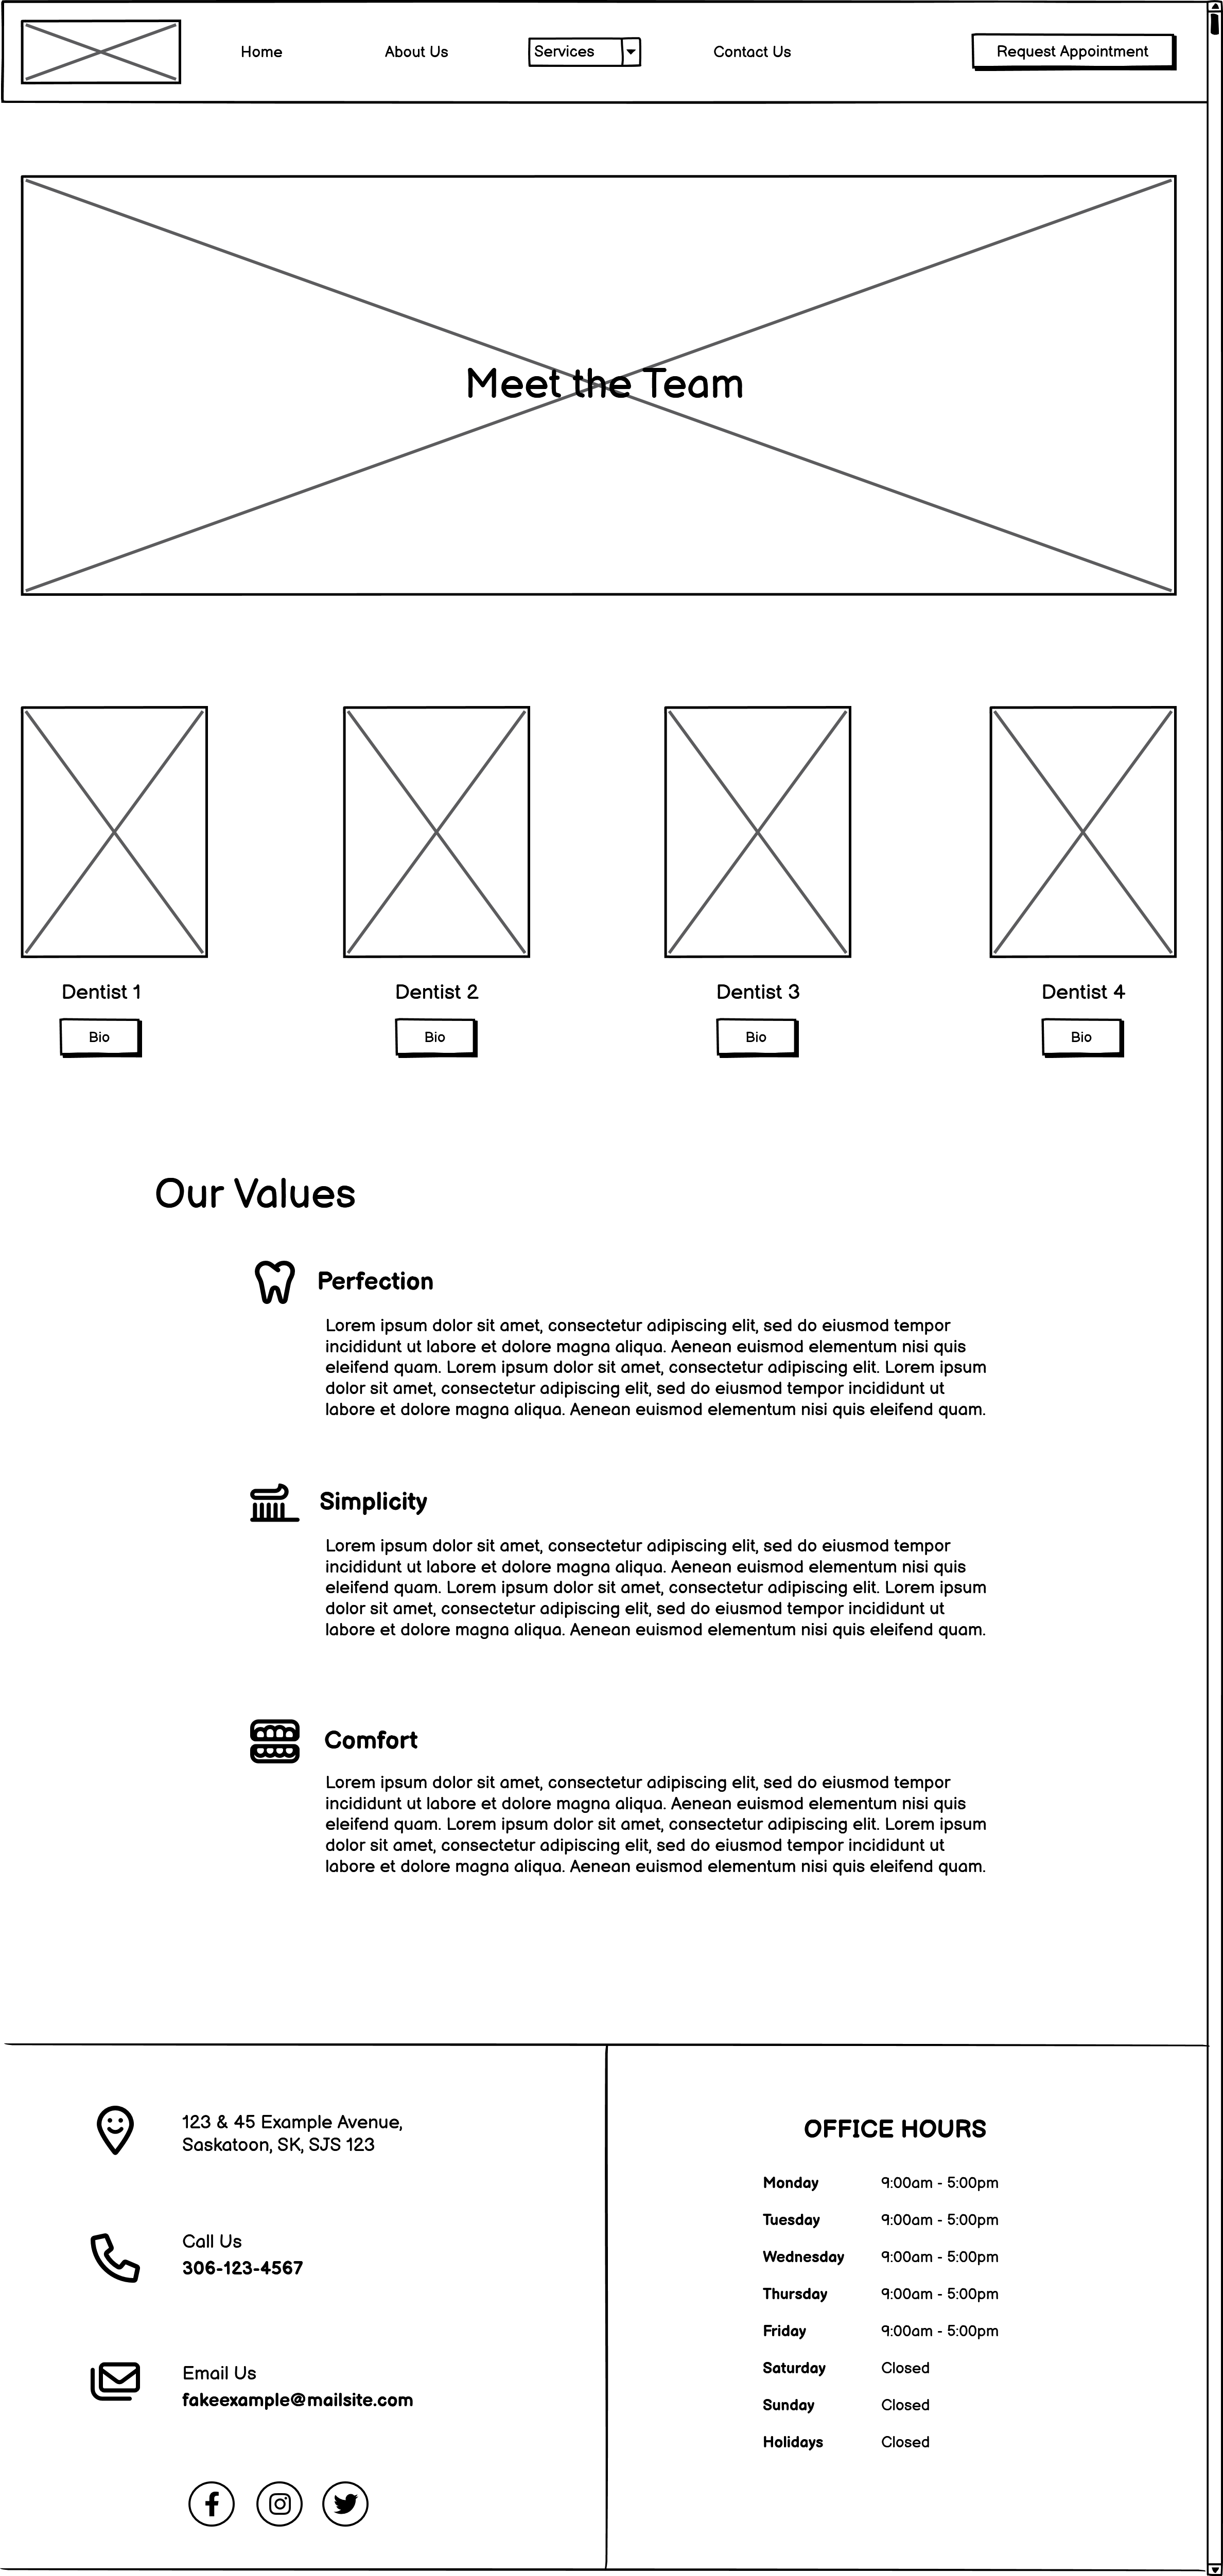 Home
About Us
Services
Contact Us
Request Appointment
Meet the Team
Dentist 1
Dentist 2
Dentist 3
Dentist 4
Bio
Bio
Bio
Bio
Our Values
Perfection
Lorem ipsum dolor sit amet, consectetur adipiscing elit, sed do eiusmod tempor
incididunt ut labore et dolore magna aliqua. Aenean euismod elementum nisi quis
eleifend quam. Lorem ipsum dolor sit amet, consectetur adipiscing elit. Lorem ipsum
dolor sit amet, consectetur adipiscing elit, sed do eiusmod tempor incididunt ut
labore et dolore magna aliqua. Aenean euismod elementum nisi quis eleifend quam.
Simplicity
Lorem ipsum dolor sit amet, consectetur adipiscing elit, sed do eiusmod tempor
incididunt ut labore et dolore magna aliqua. Aenean euismod elementum nisi quis
eleifend quam. Lorem ipsum dolor sit amet, consectetur adipiscing elit. Lorem ipsum
dolor sit amet, consectetur adipiscing elit, sed do eiusmod tempor incididunt ut
labore et dolore magna aliqua. Aenean euismod elementum nisi quis eleifend quam.
Comfort
Lorem ipsum dolor sit amet, consectetur adipiscing elit, sed do eiusmod tempor
incididunt ut labore et dolore magna aliqua. Aenean euismod elementum nisi quis
eleifend quam. Lorem ipsum dolor sit amet, consectetur adipiscing elit. Lorem ipsum
dolor sit amet, consectetur adipiscing elit, sed do eiusmod tempor incididunt ut
labore et dolore magna aliqua. Aenean euismod elementum nisi quis eleifend quam.
123 & 45 Example Avenue,
Saskatoon, SK, SJS 123
Call Us
306-123-4567
Email Us
fakeexample@mailsite.com
OFFICE HOURS
Monday 9:00am - 5:00pm
Tuesday 9:00am - 5:00pm
Wednesday 9:00am - 5:00pm
Thursday 9:00am - 5:00pm
Friday 9:00am - 5:00pm
Saturday Closed
Sunday Closed
Holidays Closed